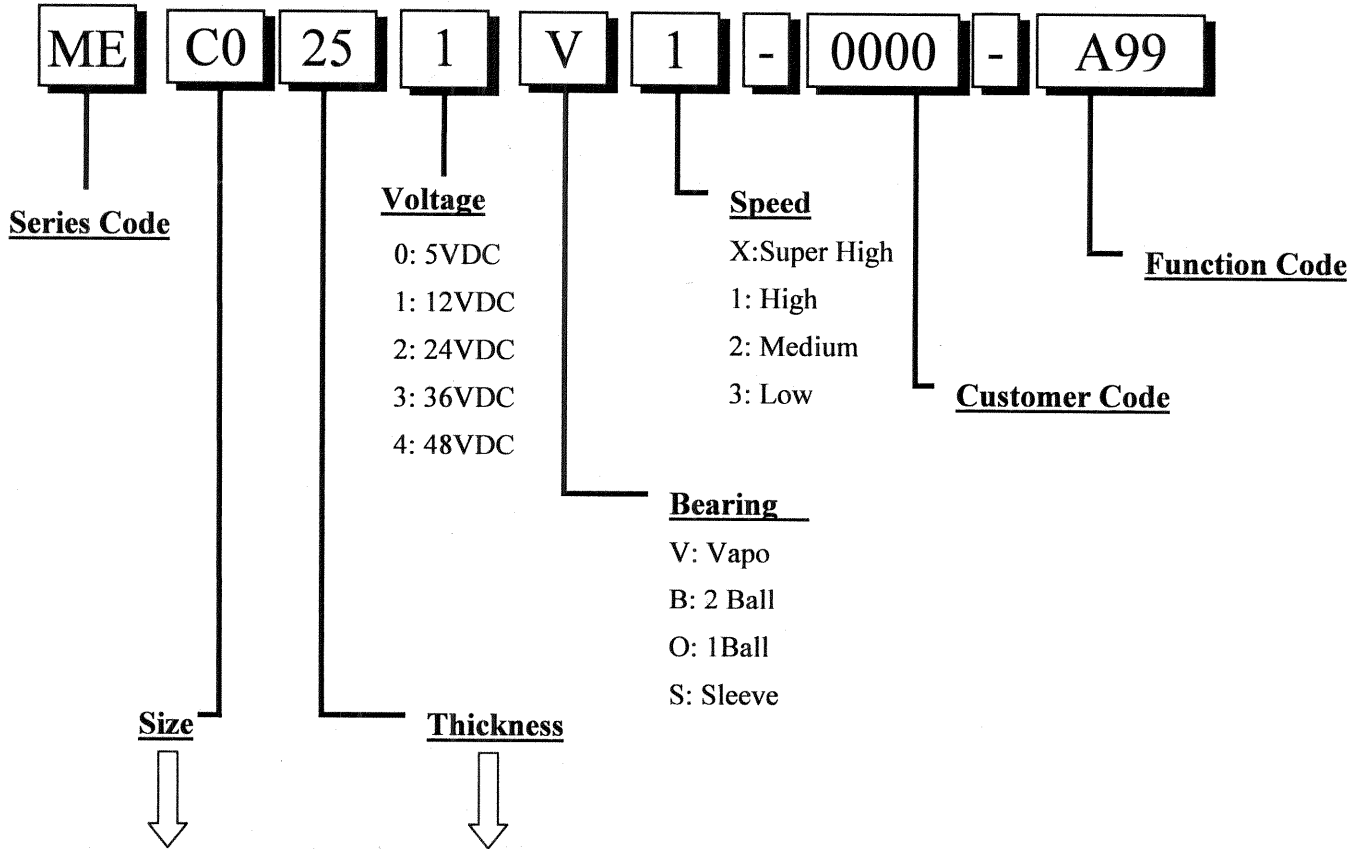 ME C0 25 1 V 1 - 0000 - A99
Series Code
Voltage
0: 5VDC
1: 12VDC
2: 24VDC
3: 36VDC
4: 48VDC
Speed
X:Super High
1: High
2: Medium
3: Low
Function Code
Customer Code
Bearing
V: Vapo
B: 2 Ball
O: 1Ball
S: Sleeve
Size
Thickness